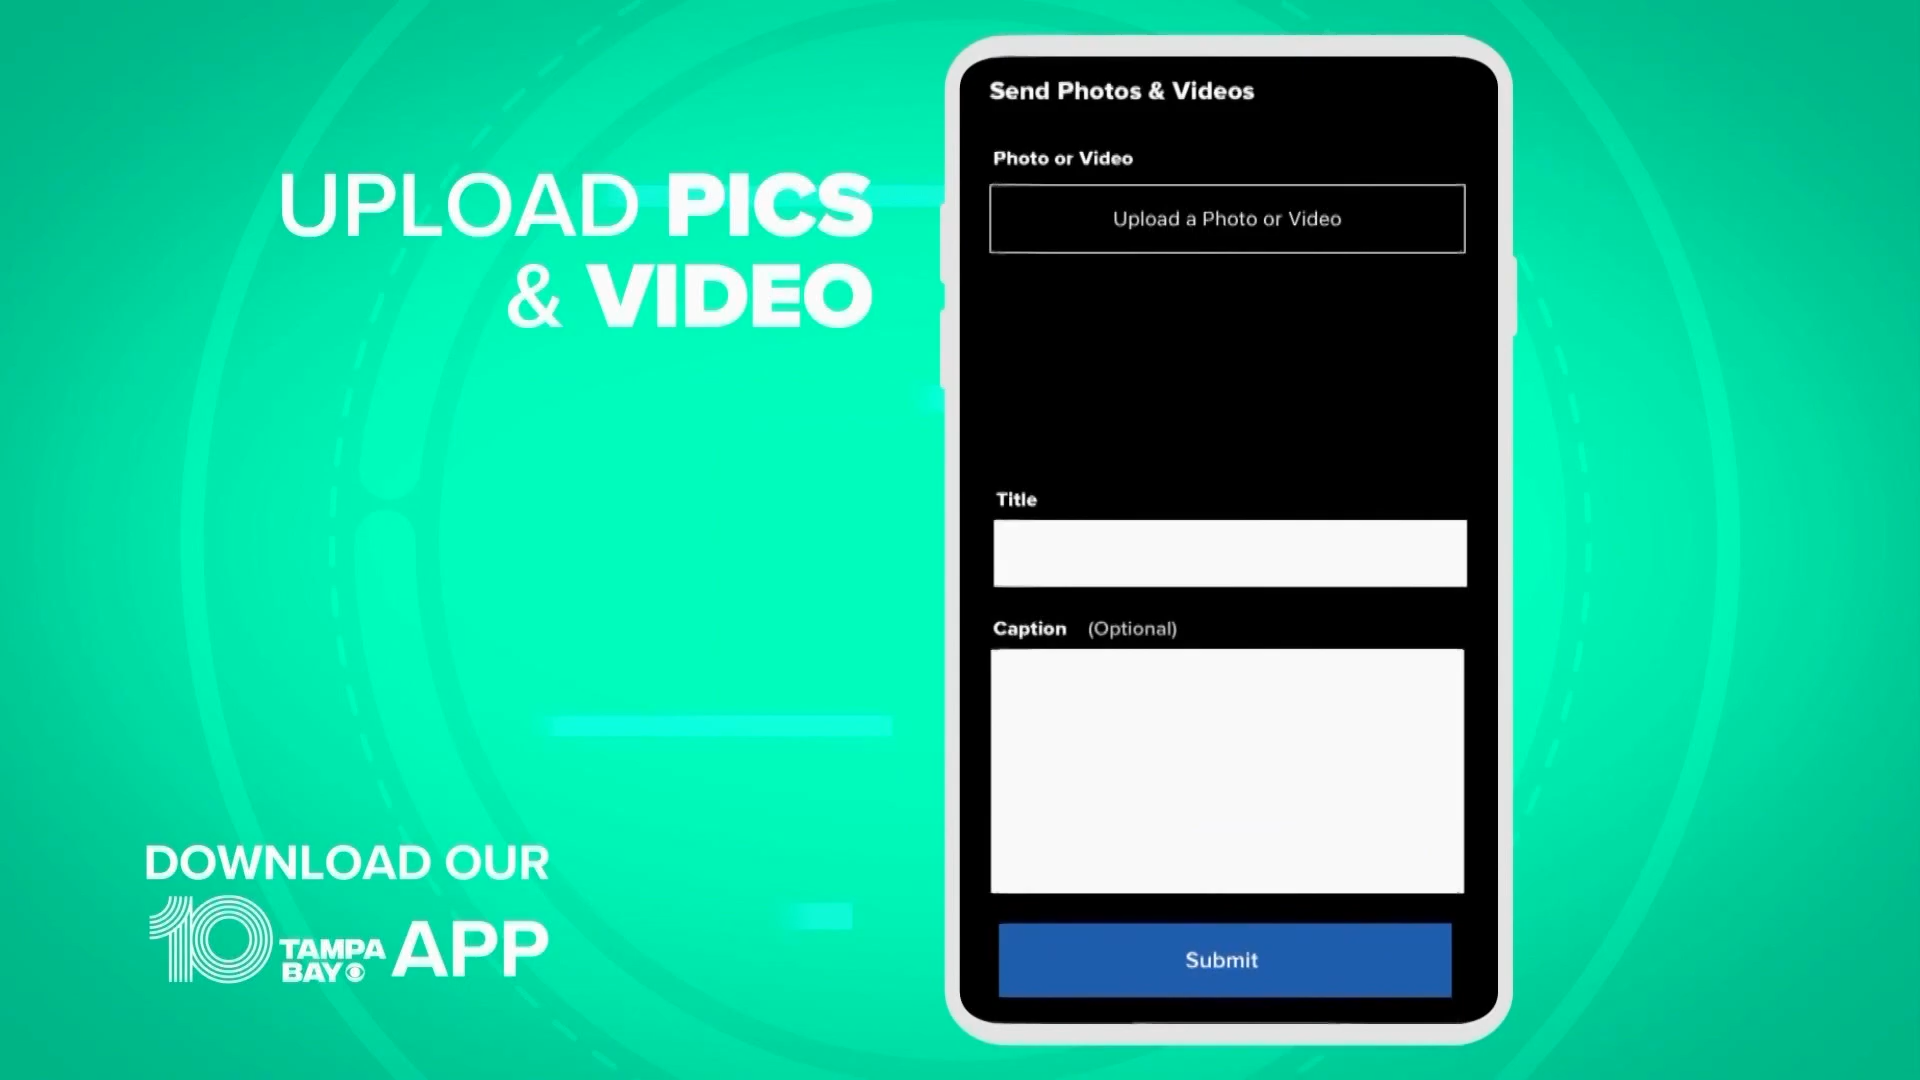 UPLOAD PICS
& VIDEO
DOWNLOAD OUR
10 TAMPA BAY APP
Send Photos & Videos
Photo or Video
Upload a Photo or Video
Title
Caption (Optional)
Submit